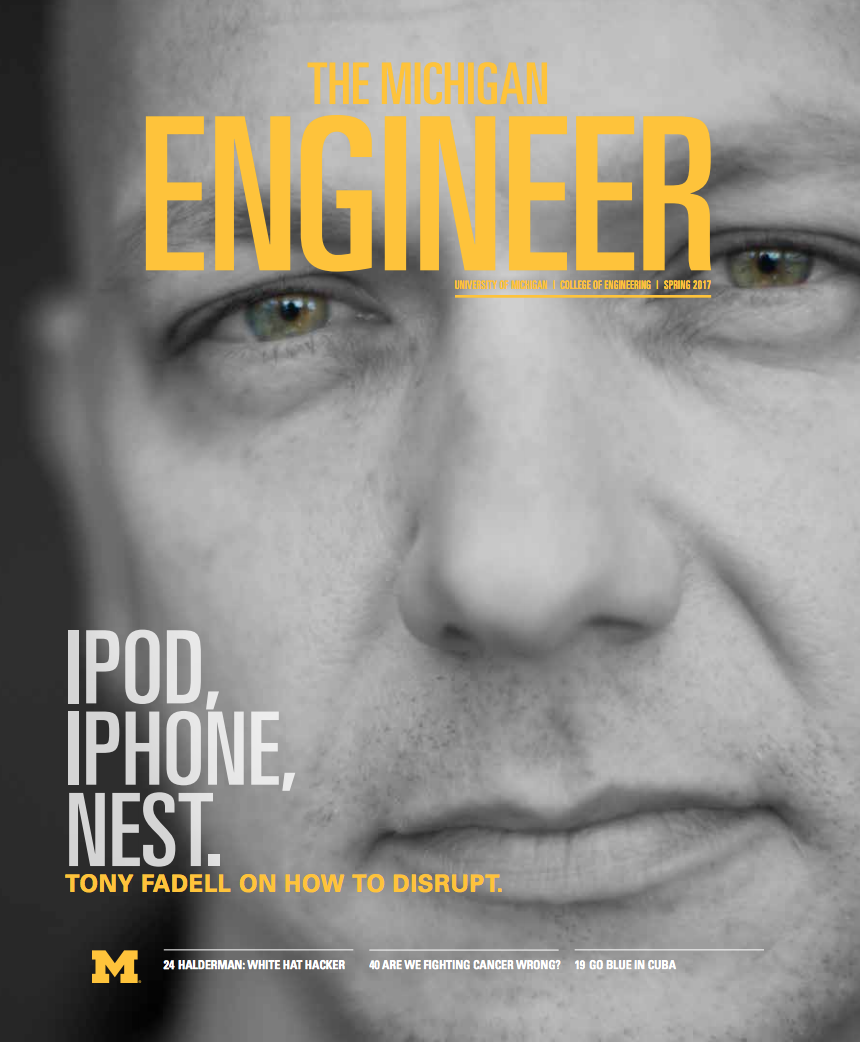 THE MICHIGAN
ENGINEER
UNIVERSITY OF MICHIGAN | COLLEGE OF ENGINEERING | SPRING 2017
IPOD,
IPHONE,
NEST.
TONY FADELL ON HOW TO DISRUPT.
M
24 HALDERMAN: WHITE HAT HACKER
40 ARE WE FIGHTING CANCER WRONG?
19 GO BLUE IN CUBA